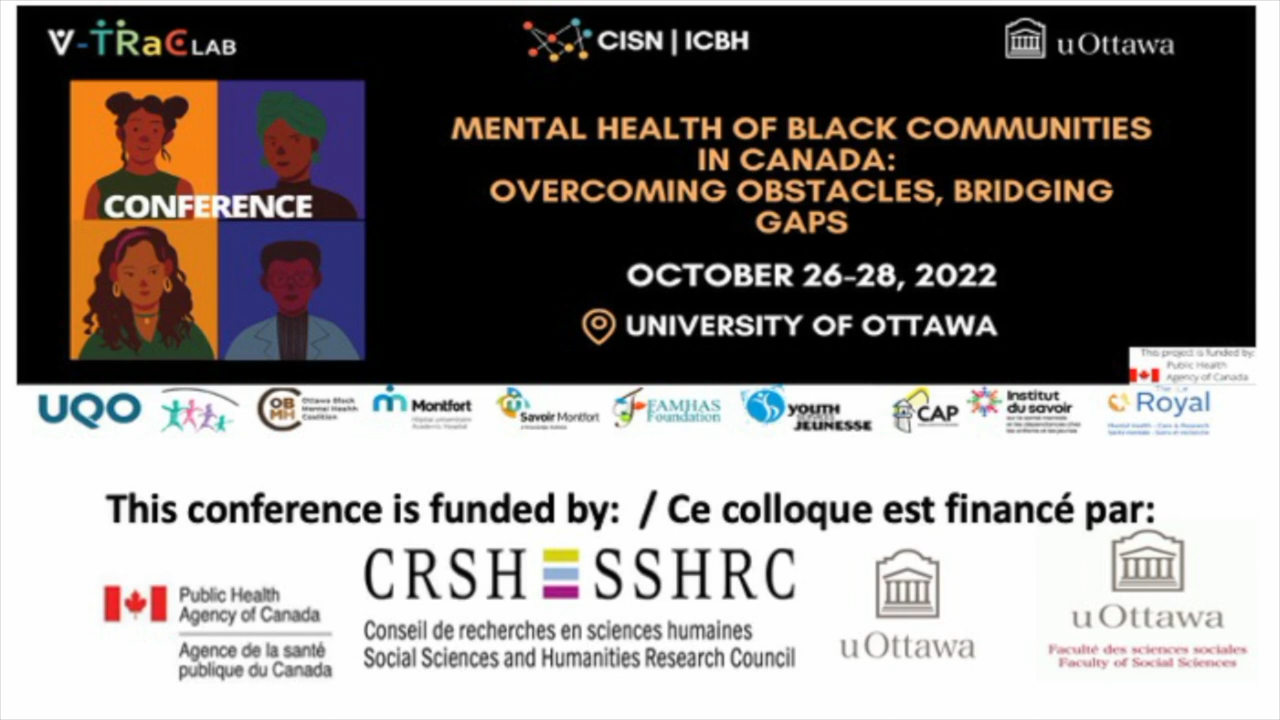 V-TRaC LAB
CISN | ICBH
uOttawa
CONFERENCE
MENTAL HEALTH OF BLACK COMMUNITIES
IN CANADA:
OVERCOMING OBSTACLES, BRIDGING
GAPS
OCTOBER 26-28, 2022
UNIVERSITY OF OTTAWA
This project is funded by:
Public Health
Agency of Canada
UQO
OBMH
Ottawa Black
Mental Health
Coalition
Montfort
Savoir Montfort
FAMHAS
Foundation
YOUTH
JEUNESSE
CAP
Institut
du savoir
Royal
This conference is funded by: / Ce colloque est financé par:
Public Health
Agency of Canada
Agence de la santé
publique du Canada
CRSH SSHRC
Conseil de recherches en sciences humaines
Social Sciences and Humanities Research Council
uOttawa
uOttawa
Faculté des sciences sociales
Faculty of Social Sciences